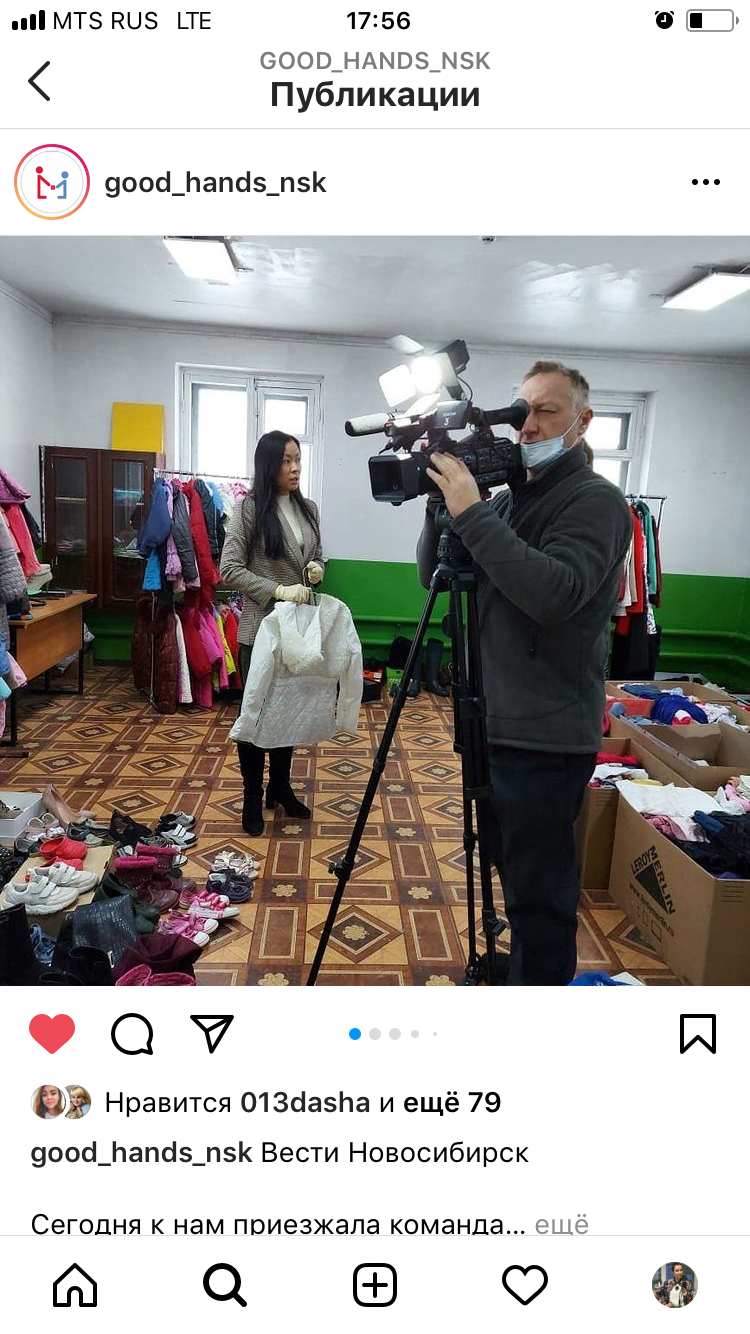 MTS RUS LTE 17:56
GOOD_HANDS_NSK
Публикации
good_hands_nsk
LEROY MERLIN
Нравится 013dasha и ещё 79
good_hands_nsk Вести Новосибирск
Сегодня к нам приезжала команда... ещё